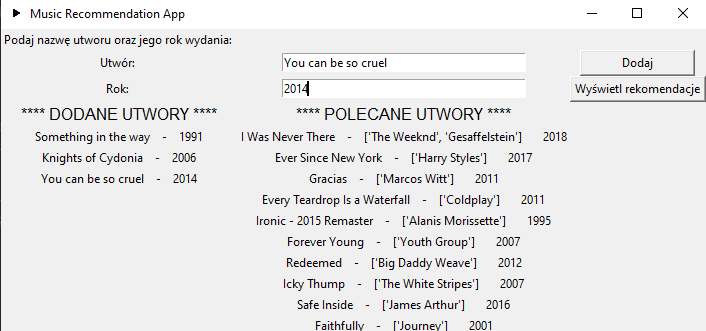 Music Recommendation App
Podaj nazwę utworu oraz jego rok wydania:
Utwór: You can be so cruel Dodaj
Rok: 2014 Wyświetl rekomendacje
**** DODANE UTWORY **** **** POLECANE UTWORY ****
Something in the way - 1991 I Was Never There - ['The Weeknd', 'Gesaffelstein'] 2018
Knights of Cydonia - 2006 Ever Since New York - ['Harry Styles'] 2017
You can be so cruel - 2014 Gracias - ['Marcos Witt'] 2011
Every Teardrop Is a Waterfall - ['Coldplay'] 2011
Ironic - 2015 Remaster - ['Alanis Morissette'] 1995
Forever Young - ['Youth Group'] 2007
Redeemed - ['Big Daddy Weave'] 2012
Icky Thump - ['The White Stripes'] 2007
Safe Inside - ['James Arthur'] 2016
Faithfully - ['Journey'] 2001